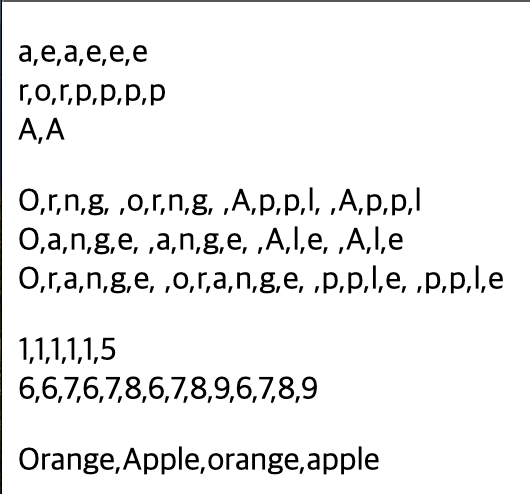 a,e,a,e,e,e
r,o,r,p,p,p,p
A,A
O,r,n,g, ,o,r,n,g, ,A,p,p,l, ,A,p,p,l
O,a,n,g,e, ,a,n,g,e, ,A,l,e, ,A,l,e
O,r,a,n,g,e, ,o,r,a,n,g,e, ,p,p,l,e, ,p,p,l,e
1,1,1,1,1,5
6,6,7,6,7,8,6,7,8,9,6,7,8,9
Orange,Apple,orange,apple